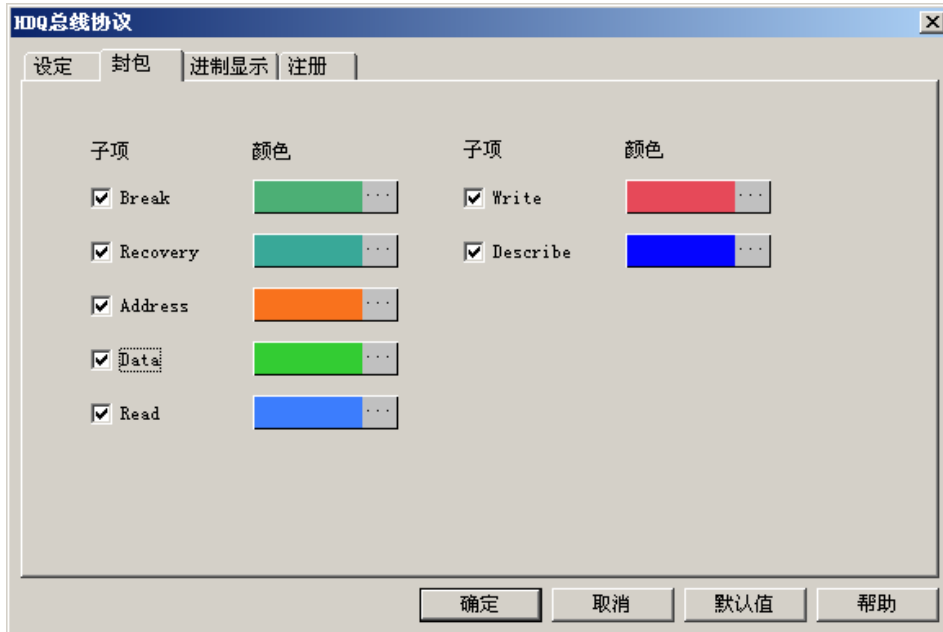 HDQ总线协议
设定 封包 进制显示 注册
子项 颜色 子项 颜色
Break ... Write ...
Recovery ... Describe ...
Address ...
Data ...
Read ...
确定 取消 默认值 帮助